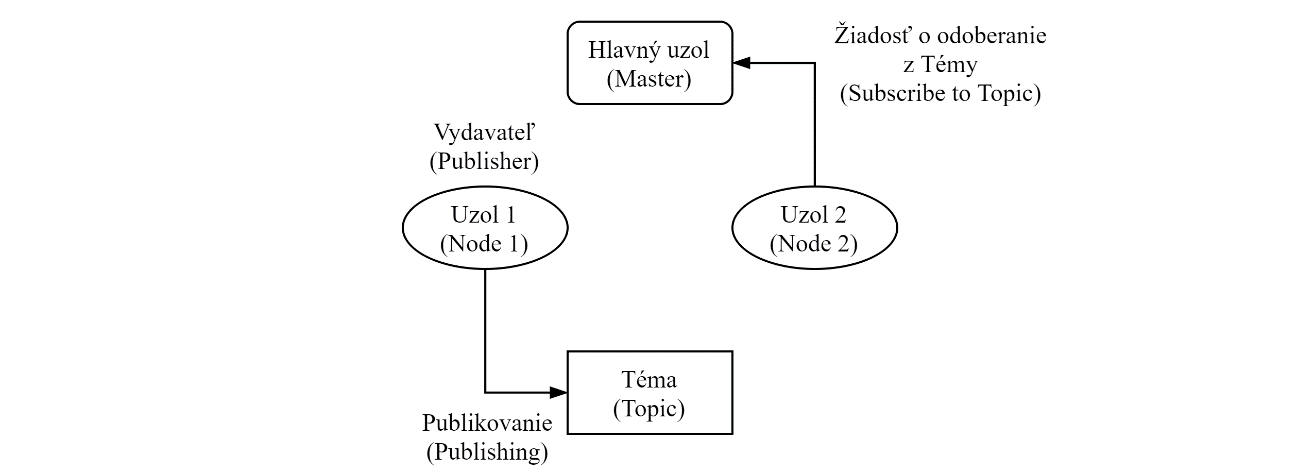 Hlavný uzol
(Master)
Žiadosť o odoberanie
z Témy
(Subscribe to Topic)
Vydavateľ
(Publisher)
Uzol 1
(Node 1)
Uzol 2
(Node 2)
Téma
(Topic)
Publikovanie
(Publishing)